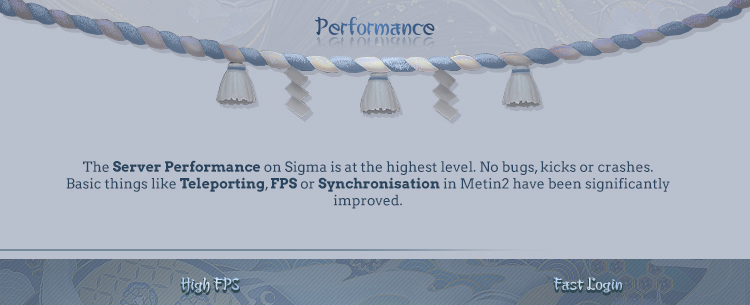 Performance
The Server Performance on Sigma is at the highest level. No bugs, kicks or crashes.
Basic things like Teleporting, FPS or Synchronisation in Metin2 have been significantly
improved.
High FPS
Fast Login